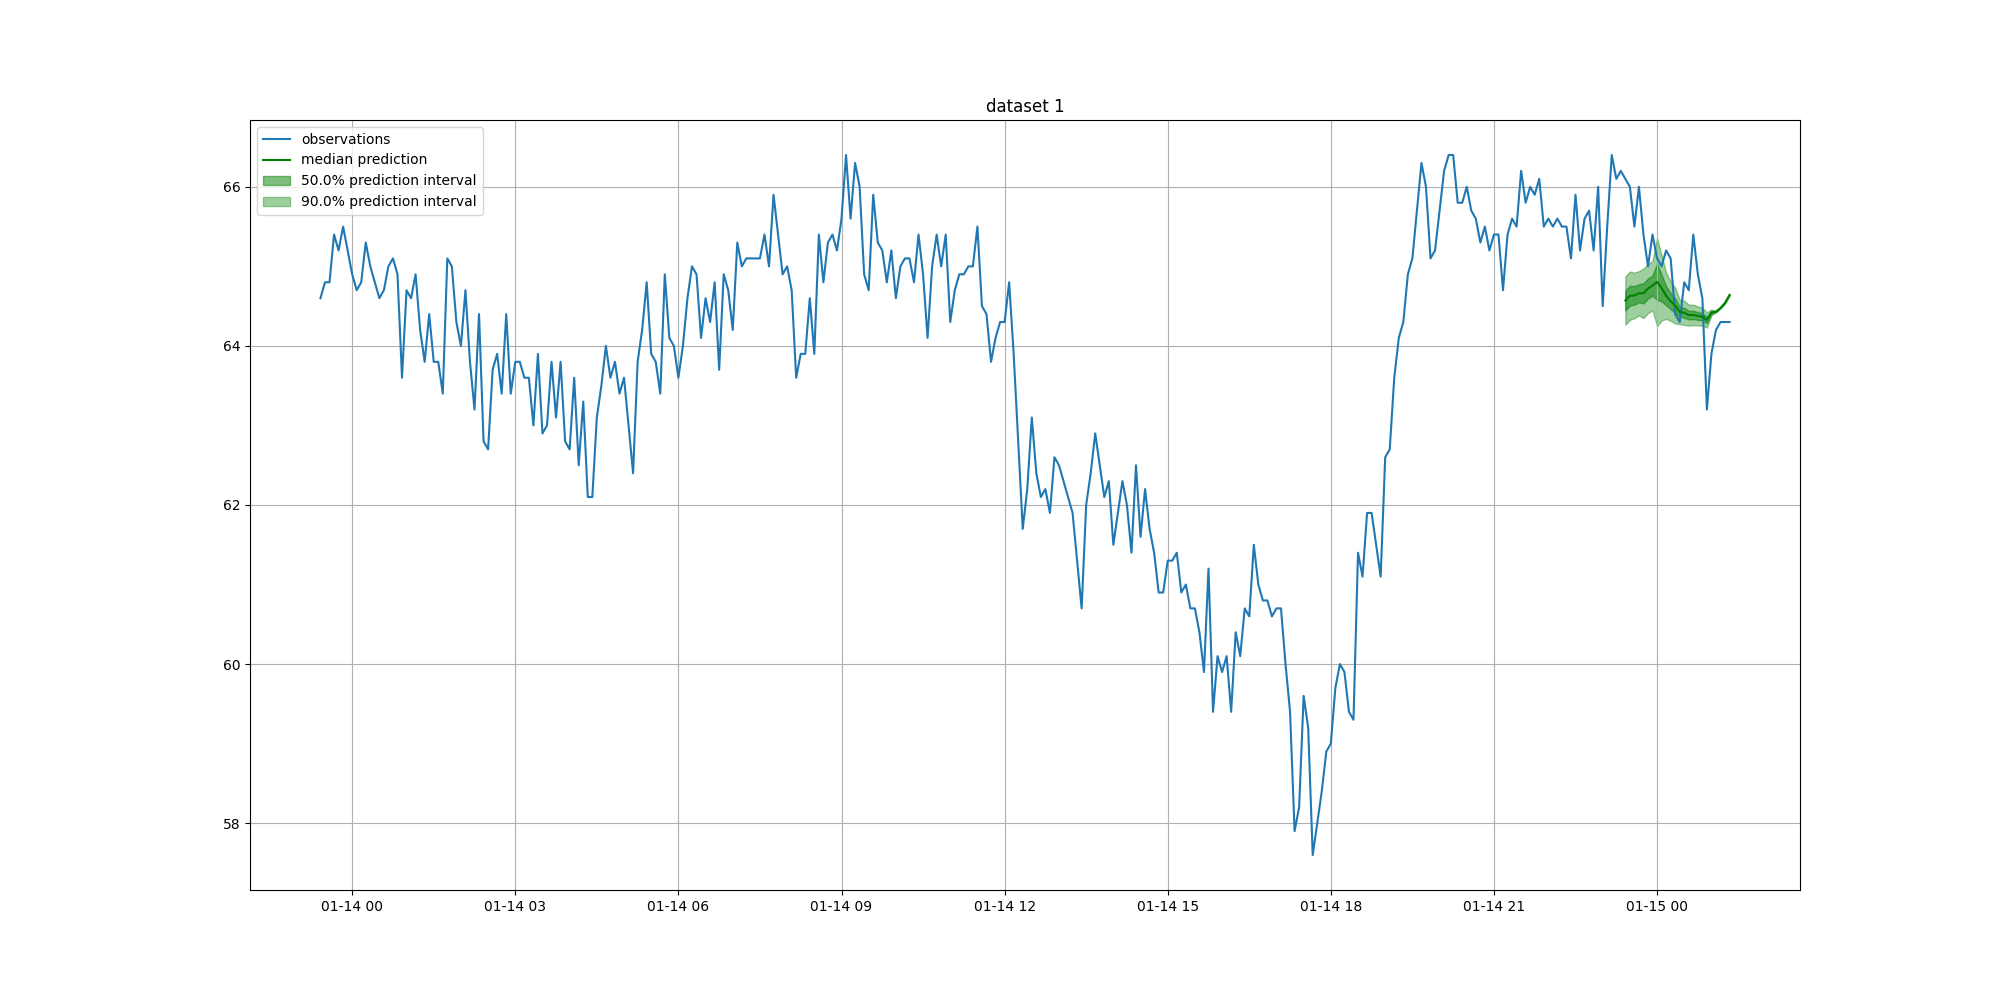 dataset 1
observations
median prediction
50.0% prediction interval
90.0% prediction interval
66
64
62
60
58
01-14 00 01-14 03 01-14 06 01-14 09 01-14 12 01-14 15 01-14 18 01-14 21 01-15 00